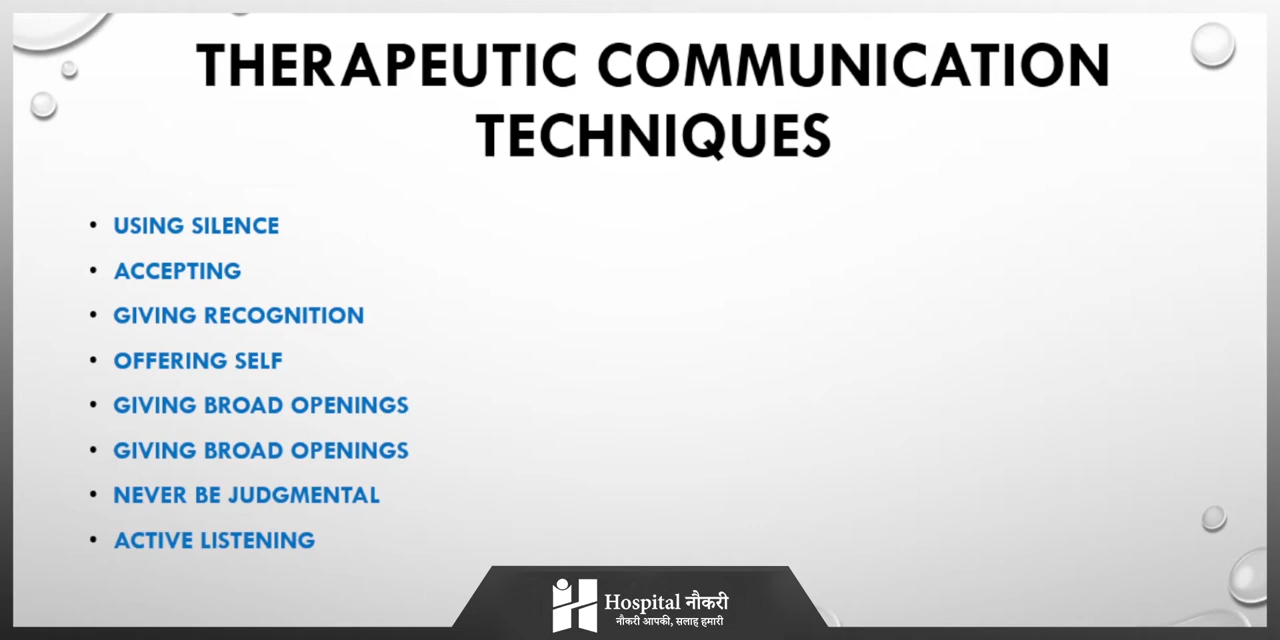 THERAPEUTIC COMMUNICATION
TECHNIQUES
• USING SILENCE
• ACCEPTING
• GIVING RECOGNITION
• OFFERING SELF
• GIVING BROAD OPENINGS
• GIVING BROAD OPENINGS
• NEVER BE JUDGMENTAL
• ACTIVE LISTENING
Hospital नौकरी
नौकरी आपकी, सलाह हमारी